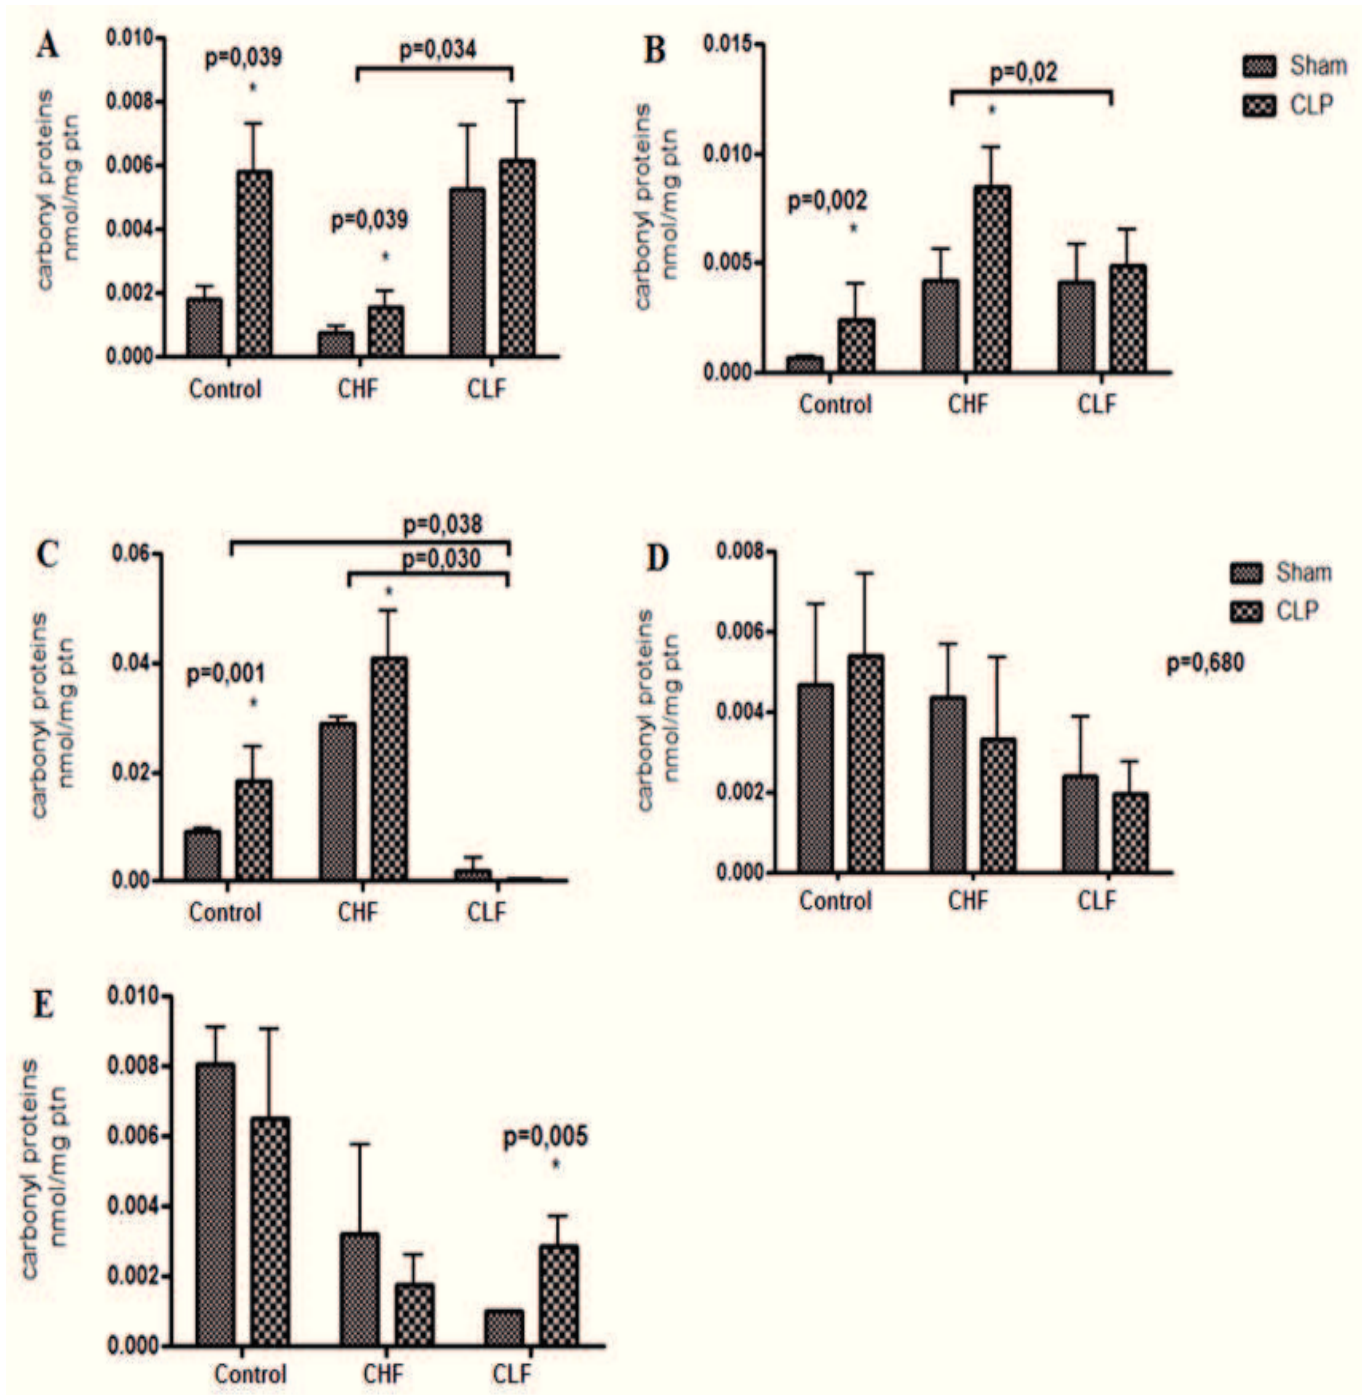 A
carbonyl proteins
nmol/mg ptn
0.010
0.008
0.006
0.004
0.002
0.000
p=0,039
*
p=0,039
*
p=0,034
Control
CHF
CLF
B
carbonyl proteins
nmol/mg ptn
0.015
0.010
0.005
0.000
p=0,002
*
p=0,02
*
Control
CHF
CLF
Sham
CLP
C
carbonyl proteins
nmol/mg ptn
0.06
0.04
0.02
0.00
p=0,038
p=0,030
*
p=0,001
*
Control
CHF
CLF
D
carbonyl proteins
nmol/mg ptn
0.008
0.006
0.004
0.002
0.000
Control
CHF
CLF
Sham
CLP
p=0,680
E
carbonyl proteins
nmol/mg ptn
0.010
0.008
0.006
0.004
0.002
0.000
p=0,005
*
Control
CHF
CLF